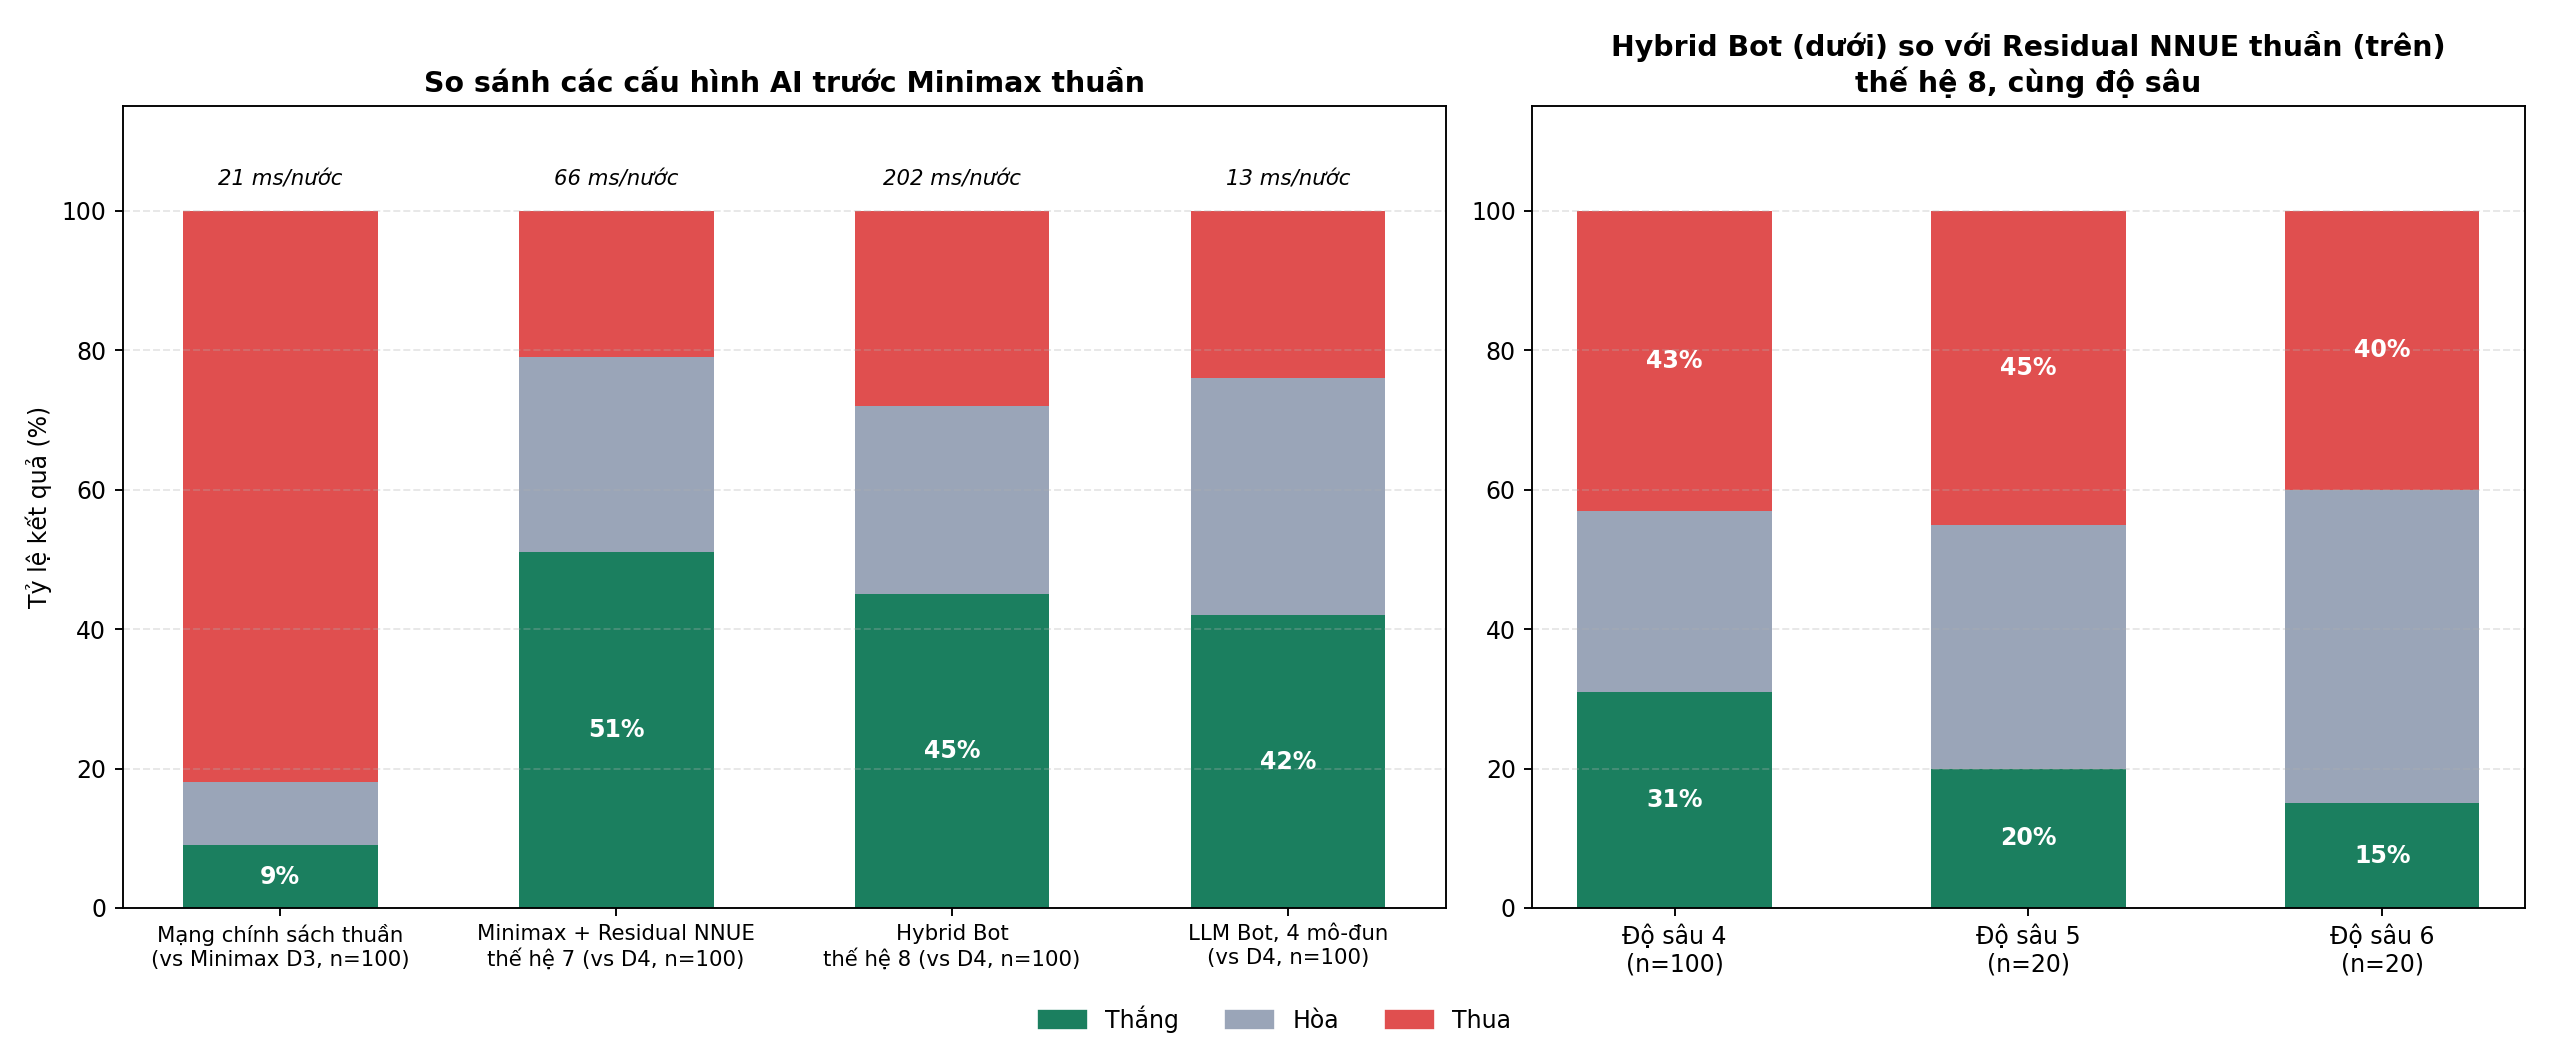 So sánh các cấu hình AI trước Minimax thuần
Tỷ lệ kết quả (%)
100
80
60
40
20
0
21 ms/nước
66 ms/nước
202 ms/nước
13 ms/nước
9%
51%
45%
42%
Mạng chính sách thuần
(vs Minimax D3, n=100)
Minimax + Residual NNUE
thế hệ 7 (vs D4, n=100)
Hybrid Bot
thế hệ 8 (vs D4, n=100)
LLM Bot, 4 mô-đun
(vs D4, n=100)
Hybrid Bot (dưới) so với Residual NNUE thuần (trên)
thế hệ 8, cùng độ sâu
100
80
60
40
20
0
43%
45%
40%
31%
20%
15%
Độ sâu 4
(n=100)
Độ sâu 5
(n=20)
Độ sâu 6
(n=20)
Thắng
Hòa
Thua